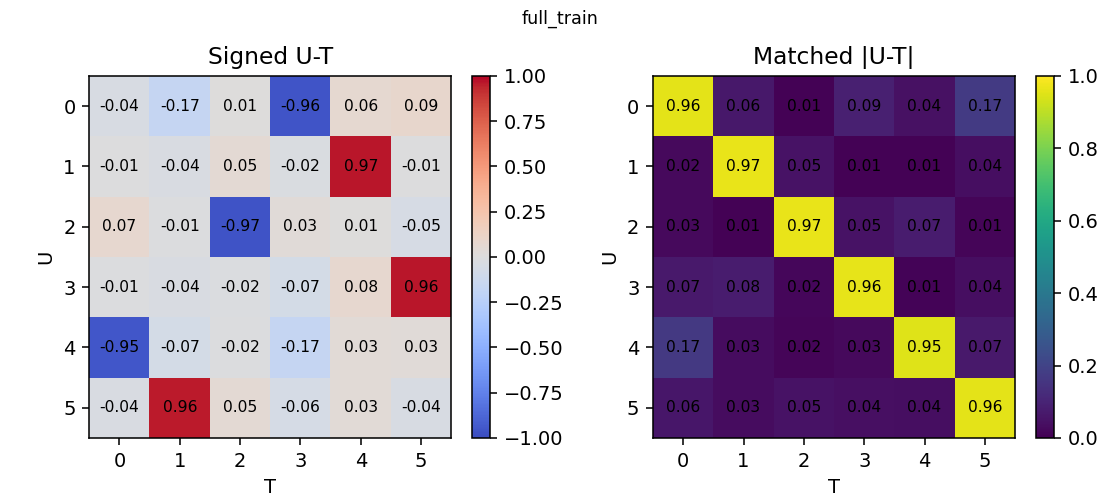 full_train
Signed U-T
U
0 -0.04 -0.17 0.01 -0.96 0.06 0.09
1 -0.01 -0.04 0.05 -0.02 0.97 -0.01
2 0.07 -0.01 -0.97 0.03 0.01 -0.05
3 -0.01 -0.04 -0.02 -0.07 0.08 0.96
4 -0.95 -0.07 -0.02 -0.17 0.03 0.03
5 -0.04 0.96 0.05 -0.06 0.03 -0.04
0 1 2 3 4 5
T
1.00
0.75
0.50
0.25
0.00
−0.25
−0.50
−0.75
−1.00
Matched |U-T|
U
0 0.96 0.06 0.01 0.09 0.04 0.17
1 0.02 0.97 0.05 0.01 0.01 0.04
2 0.03 0.01 0.97 0.05 0.07 0.01
3 0.07 0.08 0.02 0.96 0.01 0.04
4 0.17 0.03 0.02 0.03 0.95 0.07
5 0.06 0.03 0.05 0.04 0.04 0.96
0 1 2 3 4 5
T
1.0
0.8
0.6
0.4
0.2
0.0